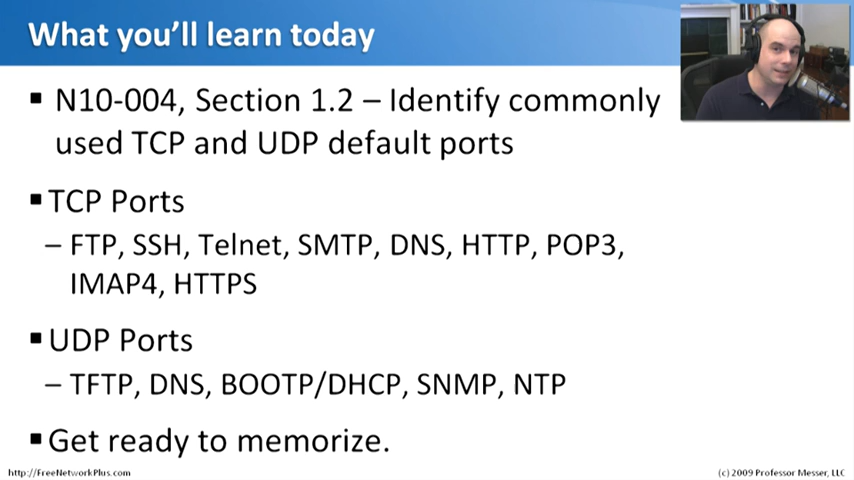 What you'll learn today
▪ N10-004, Section 1.2 – Identify commonly
used TCP and UDP default ports
▪ TCP Ports
– FTP, SSH, Telnet, SMTP, DNS, HTTP, POP3,
IMAP4, HTTPS
▪ UDP Ports
– TFTP, DNS, BOOTP/DHCP, SNMP, NTP
▪ Get ready to memorize.
http://FreeNetworkPlus.com
(c) 2009 Professor Messer, LLC